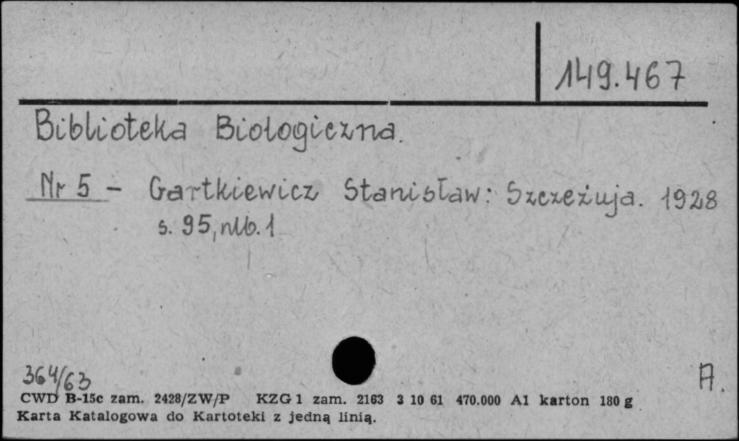 149.467
Biblioteka Biologiczna.
Nr 5 - Gartkiewicz Stanisław: Szczeżuja. 1928
s. 95, nlb. 1
364/63
A.
CWD B-15c zam. 2428/ZW/P KZG 1 zam. 2163 3 10 61 470.000 A1 karton 180 g
Karta Katalogowa do Kartoteki z jedną linią.